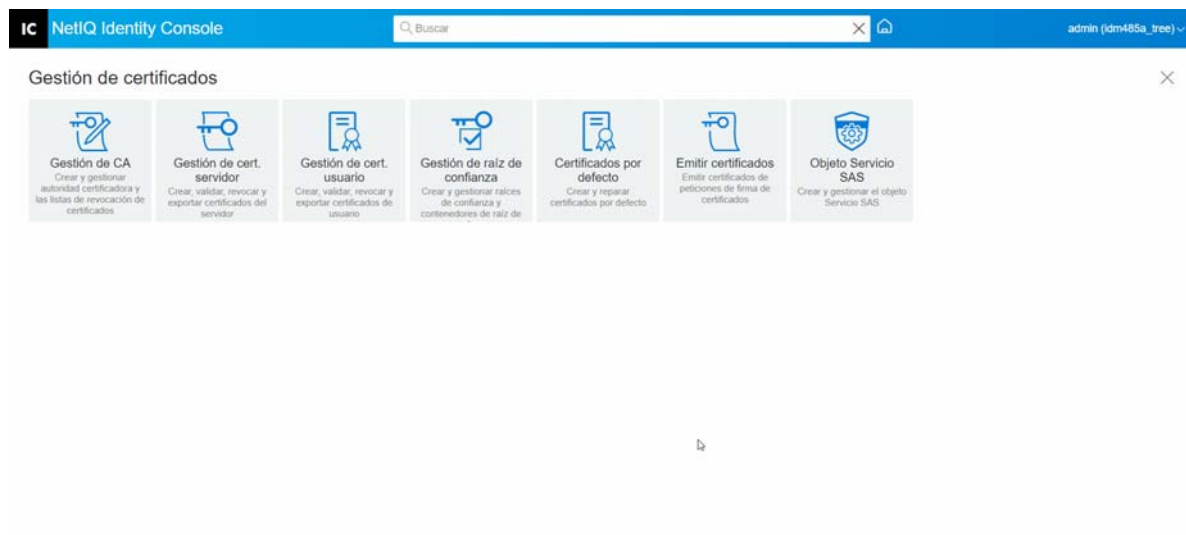 IC NetIQ Identity Console
Buscar
admin (idm485a_tree)
Gestión de certificados
Gestión de CA
Crear y gestionar
autoridad certificadora y
las listas de revocación de
certificados
Gestión de cert.
servidor
Crear, validar, revocar y
exportar certificados del
servidor
Gestión de cert.
usuario
Crear, validar, revocar y
exportar certificados de
usuario
Gestión de raíz de
confianza
Crear y gestionar raíces
de confianza y
contenedores de raíz de
Certificados por
defecto
Crear y reparar
certificados por defecto
Emitir certificados
Emitir certificados de
peticiones de firma de
certificados
Objeto Servicio
SAS
Crear y gestionar el objeto
Servicio SAS